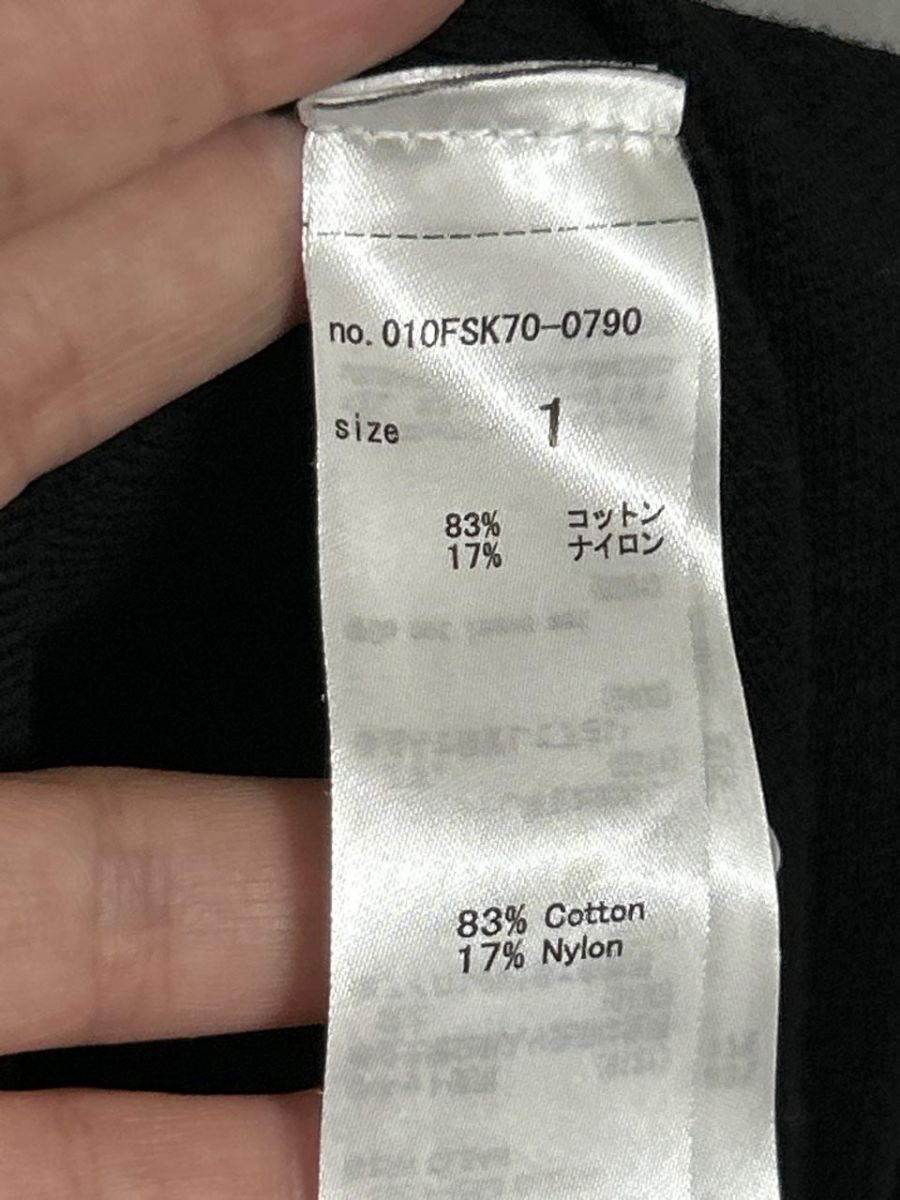 no. 010FSK70-0790
size 1
83% コットン
17% ナイロン
83% Cotton
17% Nylon